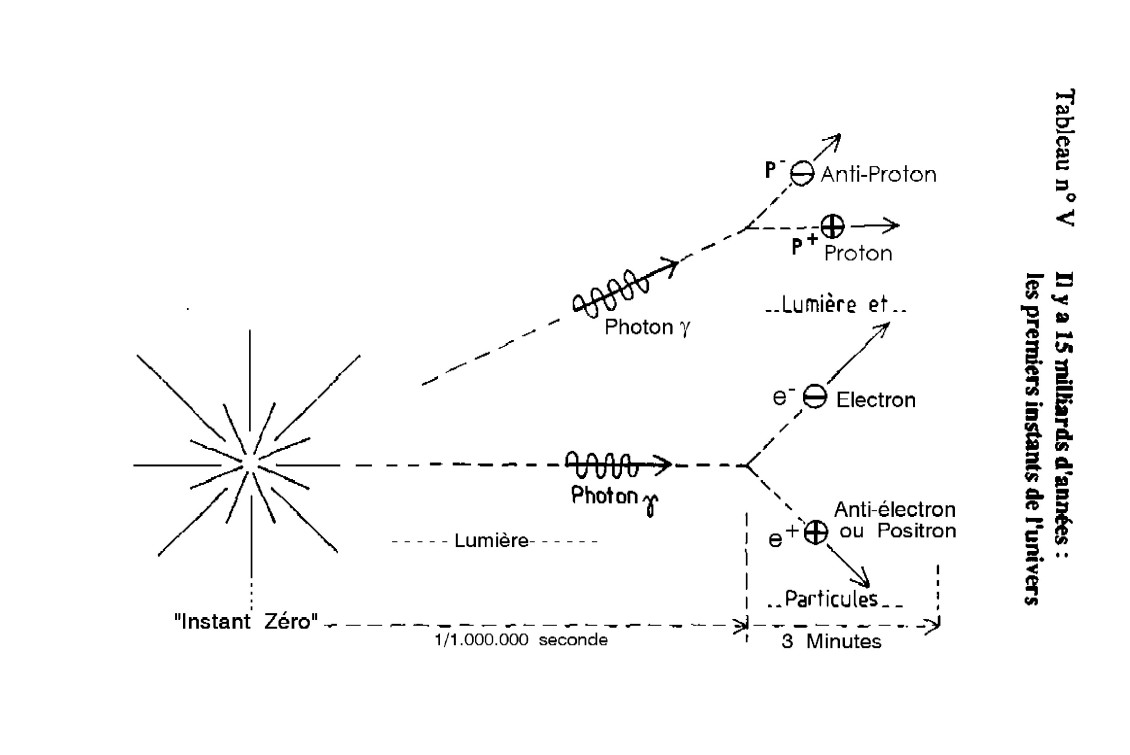 Tableau n° V Il y a 15 milliards d'années :
les premiers instants de l'univers
P- Anti-Proton
P+ Proton
Photon γ
..Lumière et..
e- Electron
Photon γ
Anti-électron
e+ ou Positron
-----Lumière------
..Particules..
"Instant Zéro"
1/1.000.000 seconde
3 Minutes